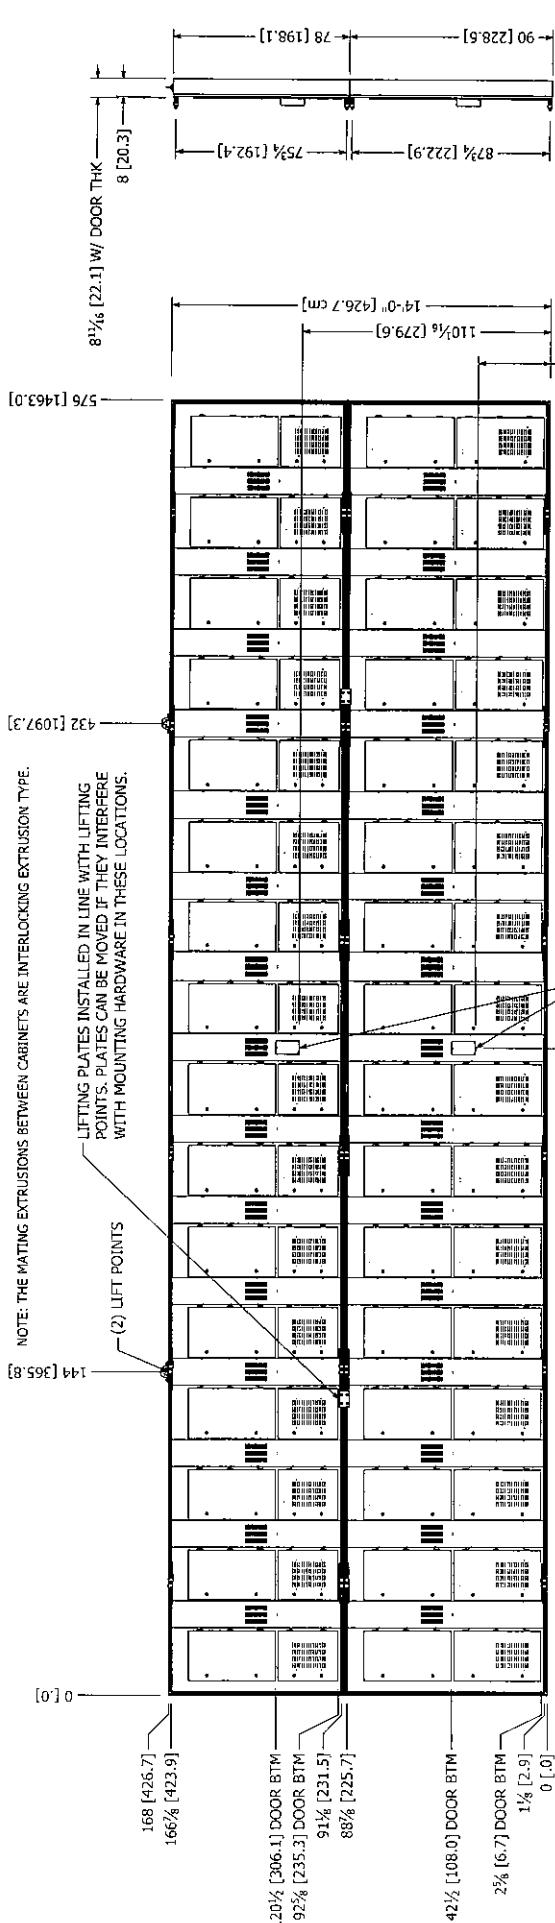 NOTE: THE MATING EXTRUSIONS BETWEEN CABINETS ARE INTERLOCKING EXTRUSION TYPE.
LIFTING PLATES INSTALLED IN LINE WITH LIFTING
POINTS. PLATES CAN BE MOVED IF THEY INTERFERE
WITH MOUNTING HARDWARE IN THESE LOCATIONS.
(2) LIFT POINTS
0 [.0]
144 [365.8]
432 [1097.3]
576 [1463.0]
168 [426.7]
166⅞ [423.9]
20½ [306.1] DOOR BTM
92⅝ [235.3] DOOR BTM
91⅛ [231.5]
88⅞ [225.7]
42½ [108.0] DOOR BTM
2⅝ [6.7] DOOR BTM
1⅛ [2.9]
0 [.0]
14'-0" [426.7 cm]
110 1/16 [279.6]
8 11/16 [22.1] W/ DOOR THK
8 [20.3]
78 [198.1]
90 [228.6]
75¾ [192.4]
87¾ [222.9]